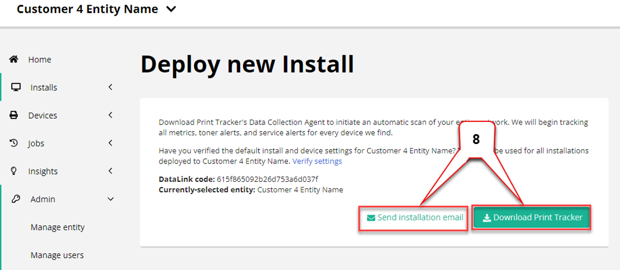 Customer 4 Entity Name
Home
Installs
Devices
Jobs
Insights
Admin
Manage entity
Manage users
Deploy new Install
Download Print Tracker's Data Collection Agent to initiate an automatic scan of your work. We will begin tracking
all metrics, toner alerts, and service alerts for every device we find.
Have you verified the default install and device settings for Customer 4 Entity Name? be used for all installations
deployed to Customer 4 Entity Name. Verify settings
DataLink code: 615f865092b26d753a6d037f
Currently-selected entity: Customer 4 Entity Name
8
Send installation email
Download Print Tracker